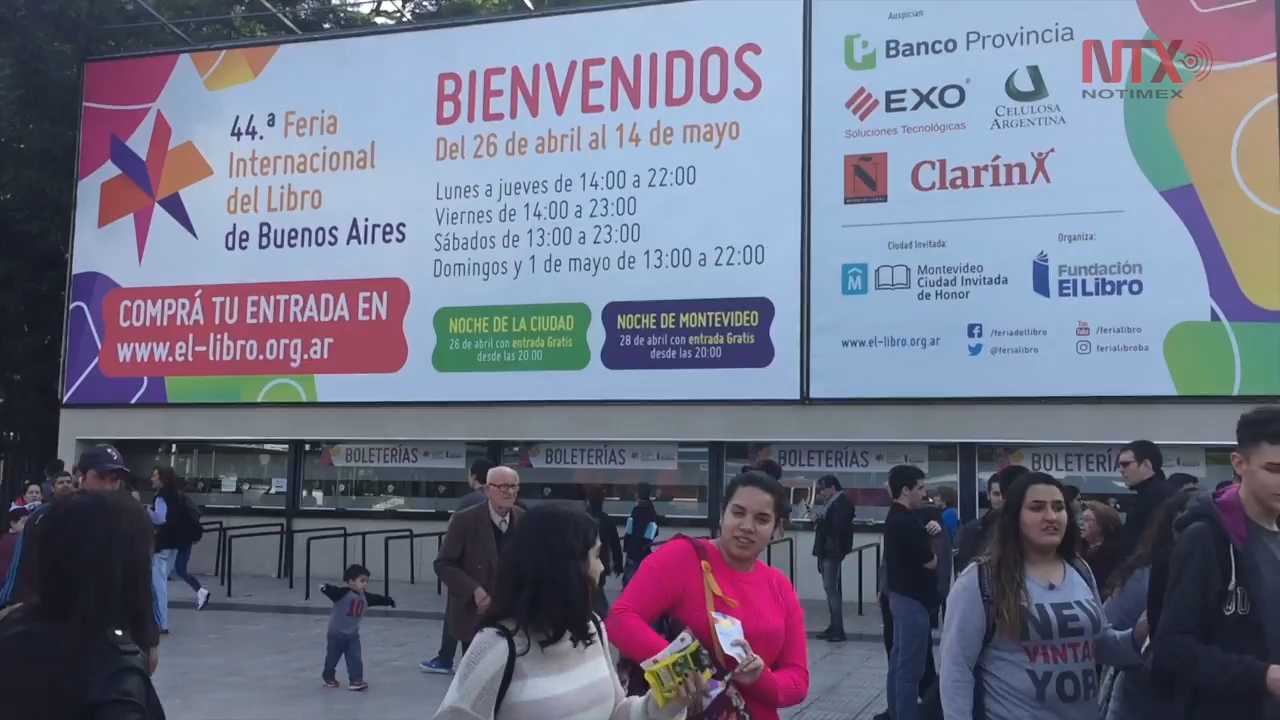 44.ª Feria
Internacional
del Libro
de Buenos Aires
COMPRÁ TU ENTRADA EN
www.el-libro.org.ar
BIENVENIDOS
Del 26 de abril al 14 de mayo
Lunes a jueves de 14:00 a 22:00
Viernes de 14:00 a 23:00
Sábados de 13:00 a 23:00
Domingos y 1 de mayo de 13:00 a 22:00
NOCHE DE LA CIUDAD
26 de abril con entrada Gratis
desde las 20:00
NOCHE DE MONTEVIDEO
28 de abril con entrada Gratis
desde las 20:00
Auspician
Banco Provincia
EXO
Soluciones Tecnológicas
CELULOSA
ARGENTINA
Ñ
Clarín
Ciudad Invitada:
M
Montevideo
Ciudad Invitada
de Honor
Organiza:
Fundación
El Libro
www.el-libro.org.ar
/feriadellibro
@ferialibro
You Tube
/ferialibro
ferialibroba
NTX
NOTIMEX
BOLETERÍAS
BOLETERÍAS
BOLETERÍAS
BOLETERÍA
10
NEW
VINTA
YOR